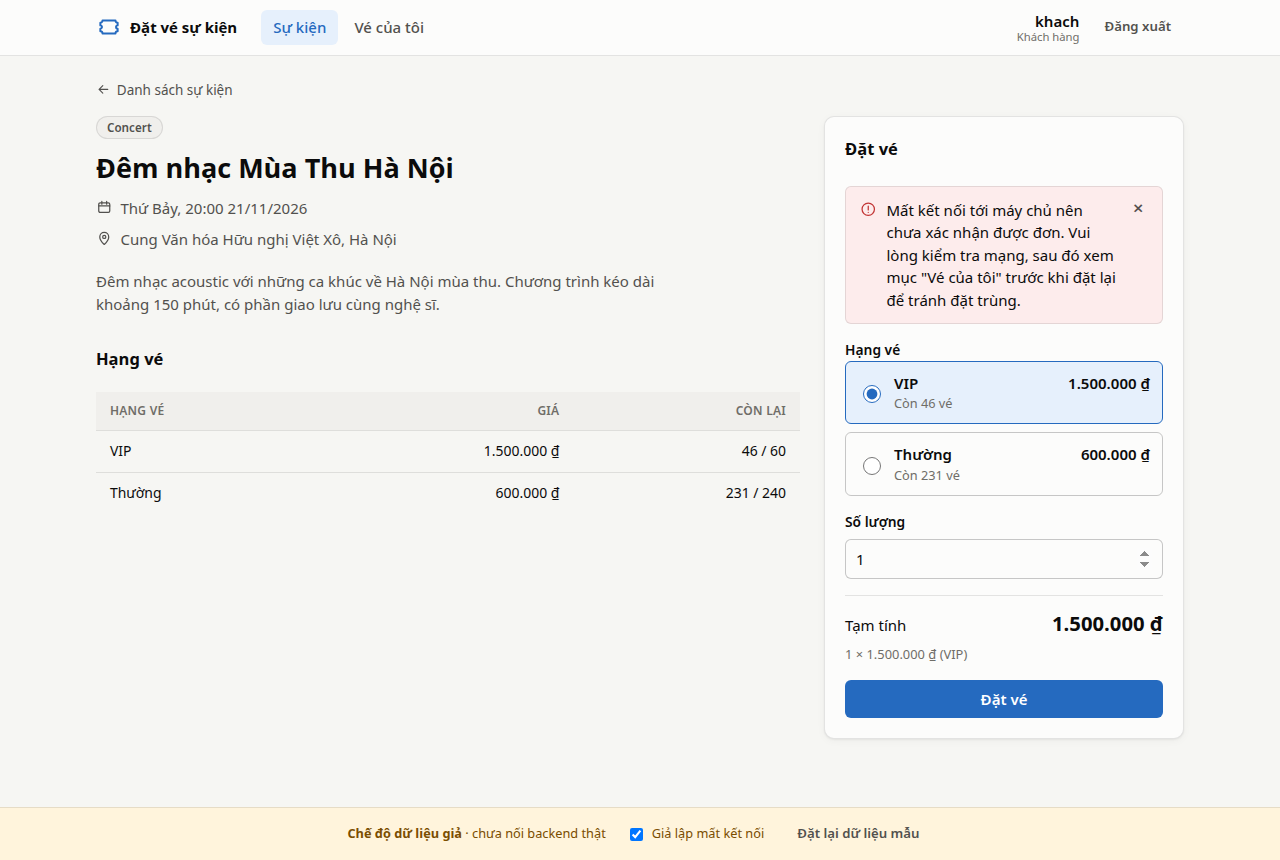 Đặt vé sự kiện
Sự kiện
Vé của tôi
khach
Khách hàng
Đăng xuất
← Danh sách sự kiện
Concert
Đêm nhạc Mùa Thu Hà Nội
Thứ Bảy, 20:00 21/11/2026
Cung Văn hóa Hữu nghị Việt Xô, Hà Nội
Đêm nhạc acoustic với những ca khúc về Hà Nội mùa thu. Chương trình kéo dài
khoảng 150 phút, có phần giao lưu cùng nghệ sĩ.
Hạng vé
HẠNG VÉ GIÁ CÒN LẠI
VIP 1.500.000 ₫ 46 / 60
Thường 600.000 ₫ 231 / 240
Đặt vé
Mất kết nối tới máy chủ nên
chưa xác nhận được đơn. Vui
lòng kiểm tra mạng, sau đó xem
mục "Vé của tôi" trước khi đặt lại
để tránh đặt trùng.
Hạng vé
VIP 1.500.000 ₫
Còn 46 vé
Thường 600.000 ₫
Còn 231 vé
Số lượng
1
Tạm tính 1.500.000 ₫
1 × 1.500.000 ₫ (VIP)
Đặt vé
Chế độ dữ liệu giả · chưa nối backend thật
Giả lập mất kết nối
Đặt lại dữ liệu mẫu